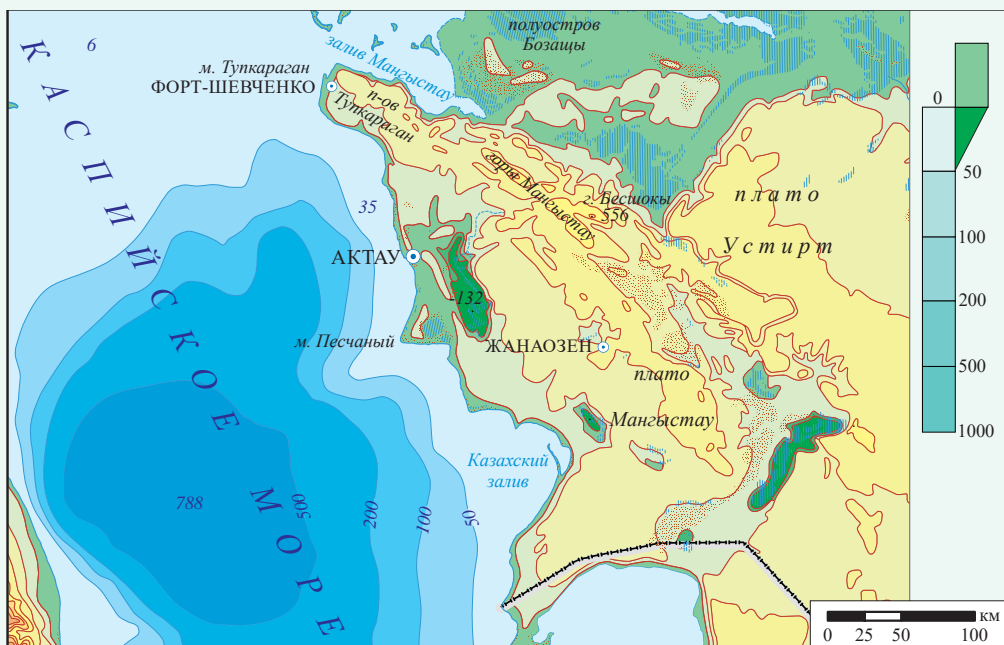 6
КАСПИЙСКОЕ МОРЕ
полуостров
Бозащы
залив Мангыстау
м. Тупкараган
ФОРТ-ШЕВЧЕНКО
п-ов
Тупкараган
горы Мангыстау
г. Бесшокы
556
плато
Устирт
35
АКТАУ
-132
м. Песчаный
ЖАНАОЗЕН
плато
Мангыстау
Казахский
залив
788
500
200
100
50
0
50
100
200
500
1000
км
0 25 50 100